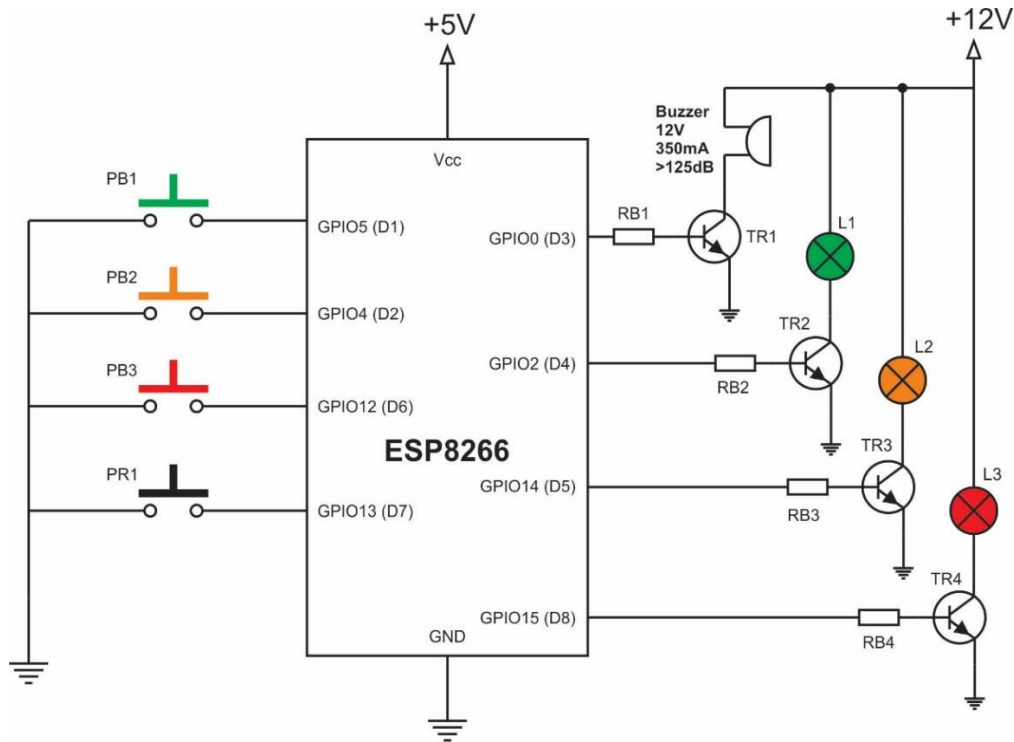 +5V
+12V
Buzzer
12V
350mA
>125dB
Vcc
PB1
GPIO5 (D1)
GPIO0 (D3)
RB1
TR1
L1
PB2
GPIO4 (D2)
GPIO2 (D4)
RB2
TR2
L2
PB3
GPIO12 (D6)
ESP8266
GPIO14 (D5)
RB3
TR3
L3
PR1
GPIO13 (D7)
GPIO15 (D8)
RB4
TR4
GND